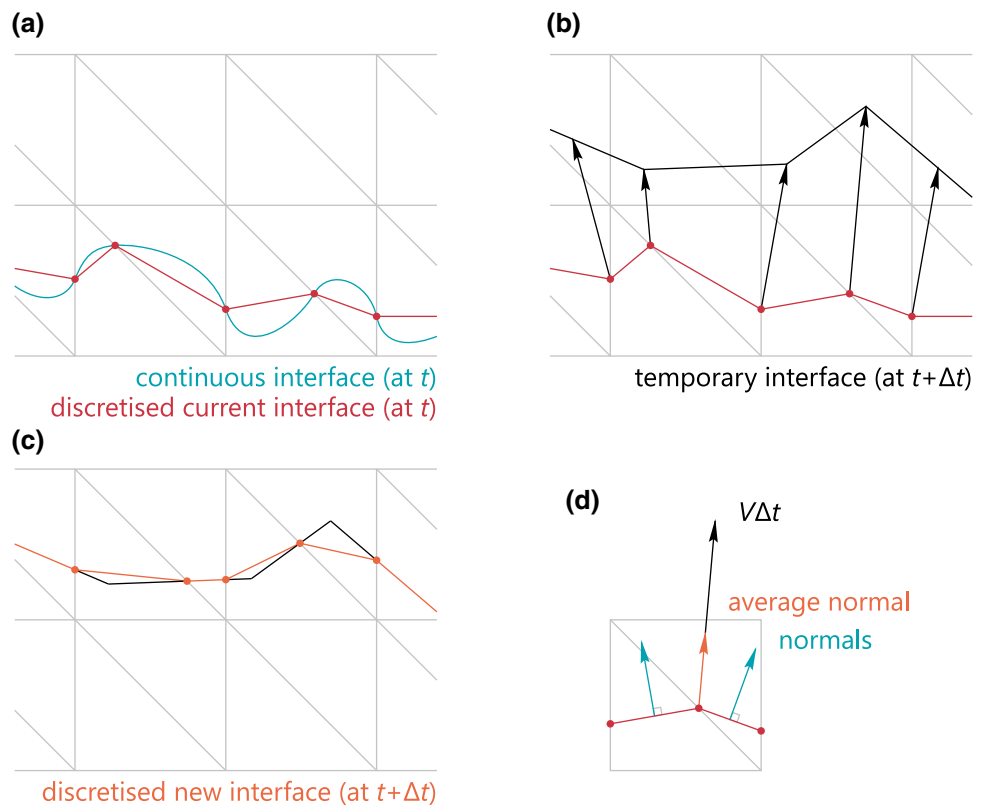 (a)
continuous interface (at t)
discretised current interface (at t)
(b)
temporary interface (at t+Δt)
(c)
discretised new interface (at t+Δt)
(d)
VΔt
average normal
normals